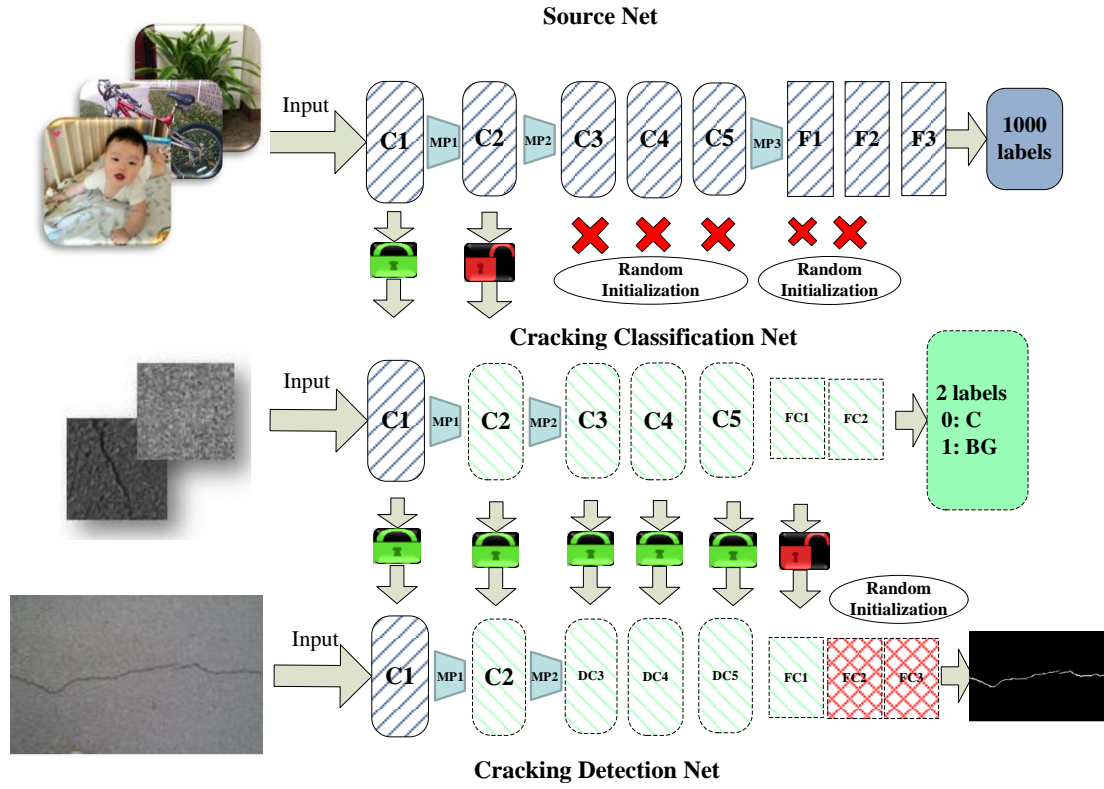 Source Net
Input
C1
MP1
C2
MP2
C3
C4
C5
MP3
F1
F2
F3
1000
labels
Random
Initialization
Random
Initialization
Cracking Classification Net
Input
C1
MP1
C2
MP2
C3
C4
C5
FC1
FC2
2 labels
0: C
1: BG
Random
Initialization
Input
C1
MP1
C2
MP2
DC3
DC4
DC5
FC1
FC2
FC3
Cracking Detection Net